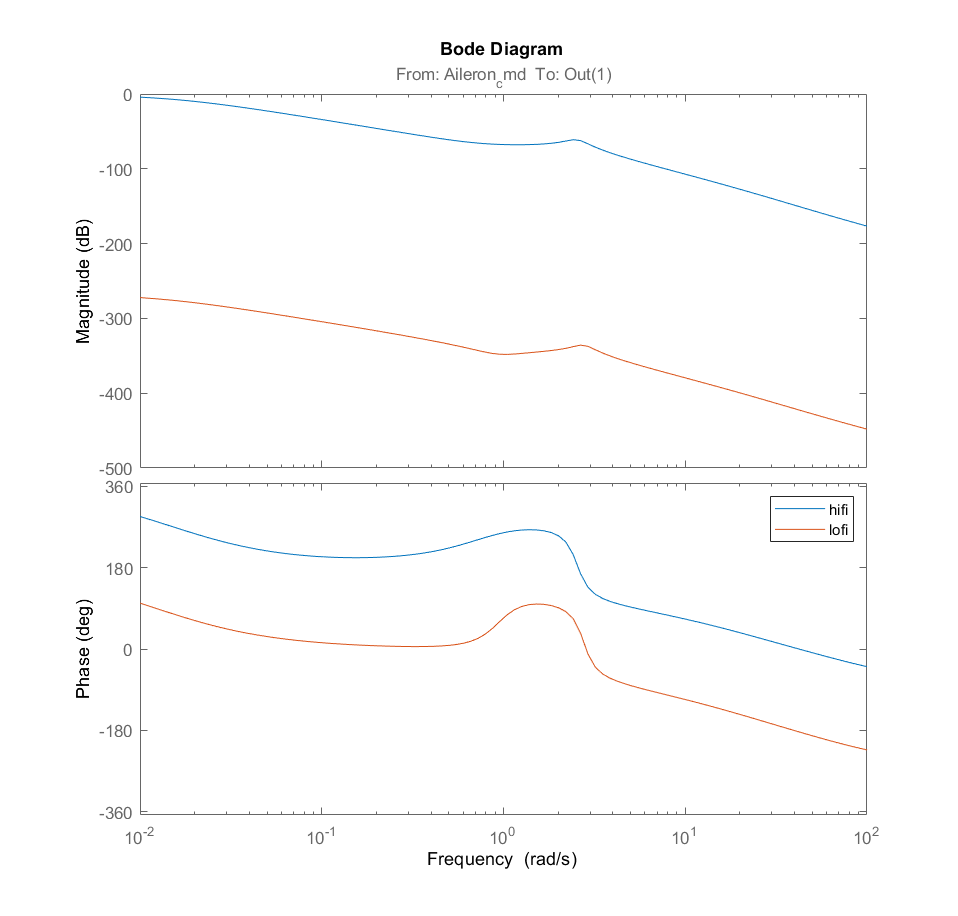 Bode Diagram
From: Aileron_cmd To: Out(1)
0
-100
-200
-300
-400
-500
Magnitude (dB)
360
180
0
-180
-360
Phase (deg)
hifi
lofi
10^-2
10^-1
10^0
10^1
10^2
Frequency (rad/s)